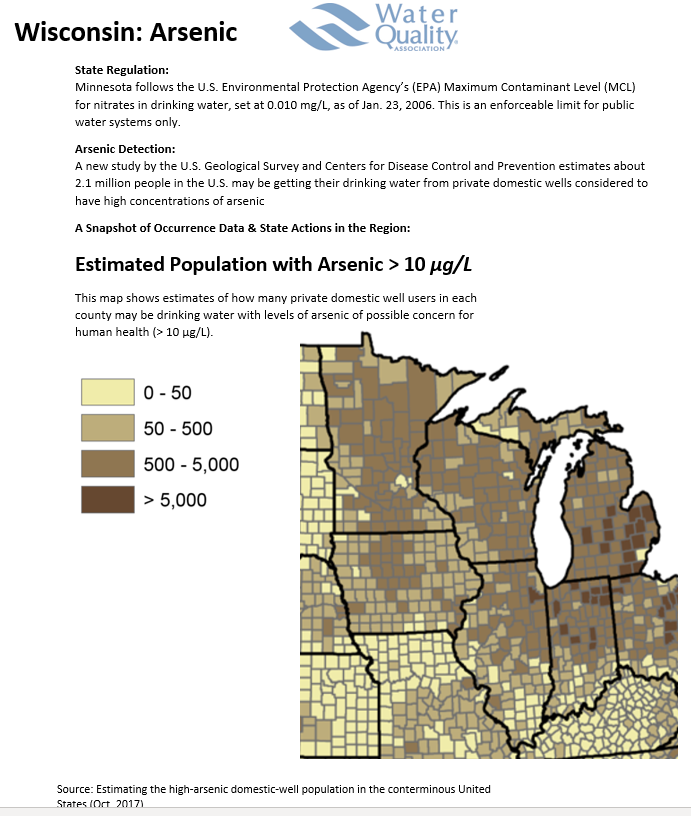 Wisconsin: Arsenic
Water
Quality
ASSOCIATION
State Regulation:
Minnesota follows the U.S. Environmental Protection Agency's (EPA) Maximum Contaminant Level (MCL)
for nitrates in drinking water, set at 0.010 mg/L, as of Jan. 23, 2006. This is an enforceable limit for public
water systems only.
Arsenic Detection:
A new study by the U.S. Geological Survey and Centers for Disease Control and Prevention estimates about
2.1 million people in the U.S. may be getting their drinking water from private domestic wells considered to
have high concentrations of arsenic
A Snapshot of Occurrence Data & State Actions in the Region:
Estimated Population with Arsenic > 10 µg/L
This map shows estimates of how many private domestic well users in each
county may be drinking water with levels of arsenic of possible concern for
human health (> 10 µg/L).
0 - 50
50 - 500
500 - 5,000
> 5,000
Source: Estimating the high-arsenic domestic-well population in the conterminous United
States (Oct. 2017)